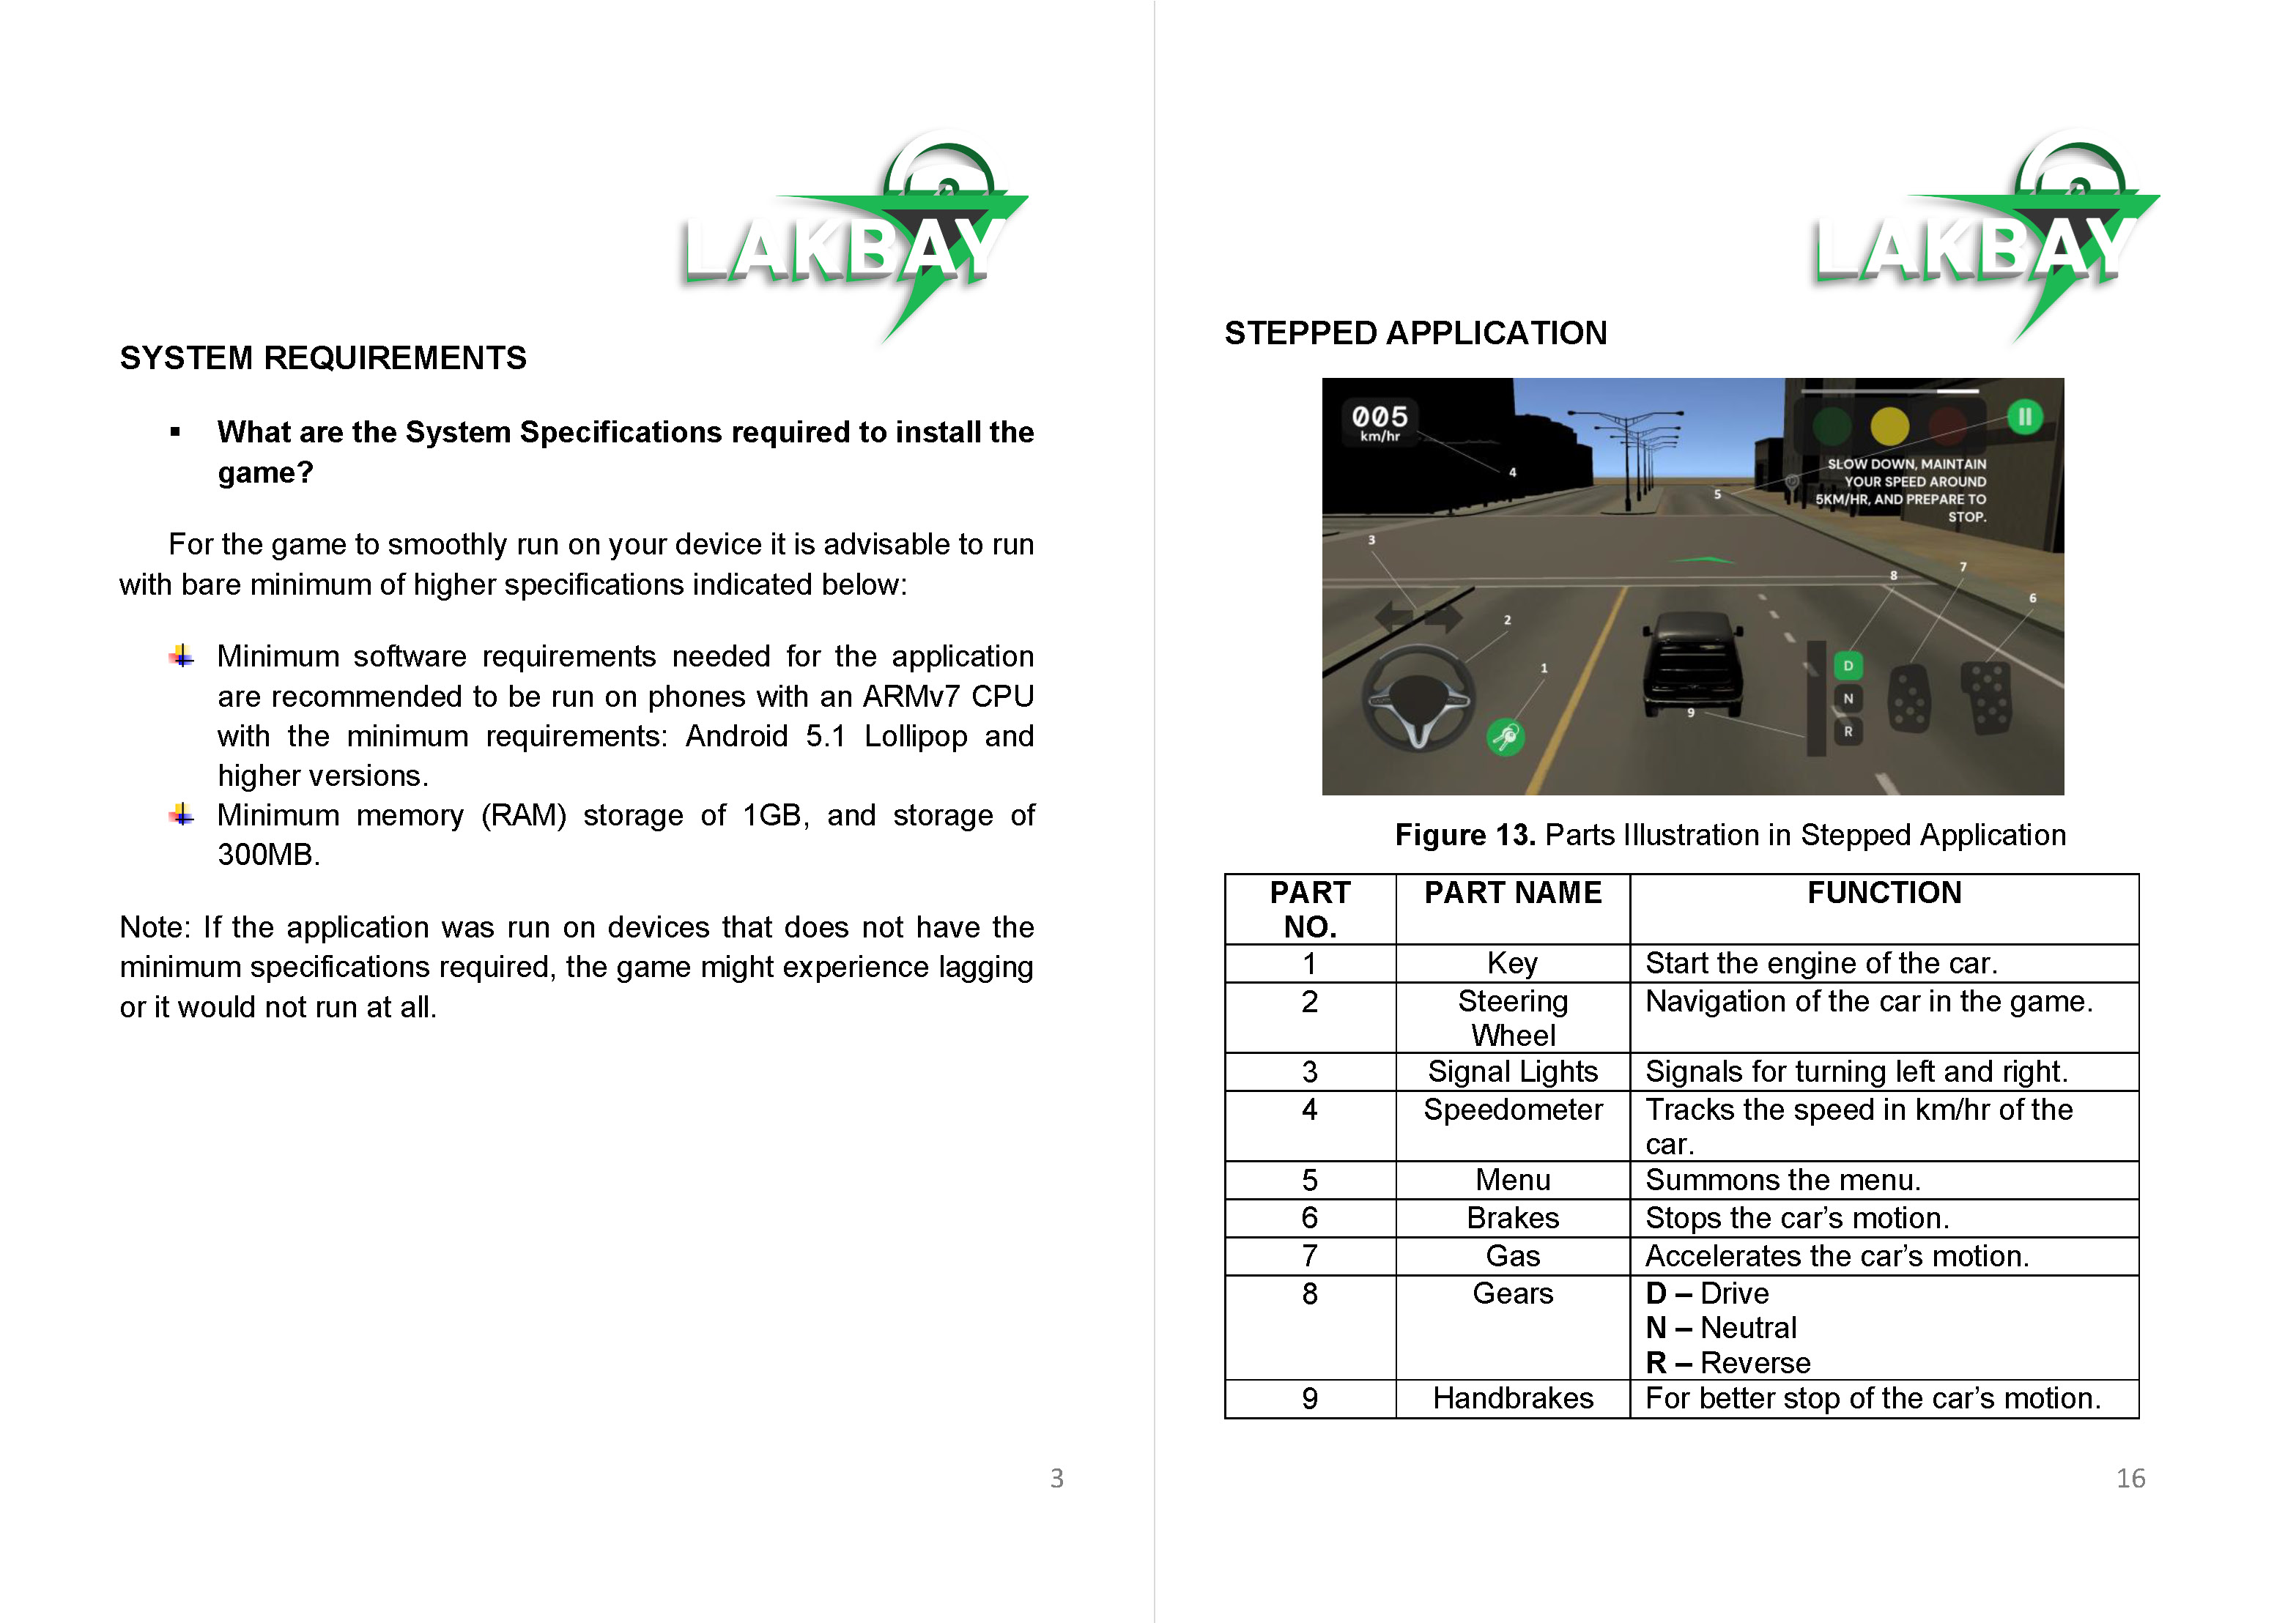 LAKBAY
SYSTEM REQUIREMENTS
▪ What are the System Specifications required to install the
game?
For the game to smoothly run on your device it is advisable to run
with bare minimum of higher specifications indicated below:
Minimum software requirements needed for the application
are recommended to be run on phones with an ARMv7 CPU
with the minimum requirements: Android 5.1 Lollipop and
higher versions.
Minimum memory (RAM) storage of 1GB, and storage of
300MB.
Note: If the application was run on devices that does not have the
minimum specifications required, the game might experience lagging
or it would not run at all.
3
LAKBAY
STEPPED APPLICATION
005
km/hr
SLOW DOWN, MAINTAIN
YOUR SPEED AROUND
5KM/HR, AND PREPARE TO
STOP.
4
5
3
7
8
6
2
1
D
N
9
R
Figure 13. Parts Illustration in Stepped Application
PART NO. PART NAME FUNCTION
1 Key Start the engine of the car.
2 Steering Wheel Navigation of the car in the game.
3 Signal Lights Signals for turning left and right.
4 Speedometer Tracks the speed in km/hr of the
car.
5 Menu Summons the menu.
6 Brakes Stops the car’s motion.
7 Gas Accelerates the car’s motion.
8 Gears D – Drive
N – Neutral
R – Reverse
9 Handbrakes For better stop of the car’s motion.
16